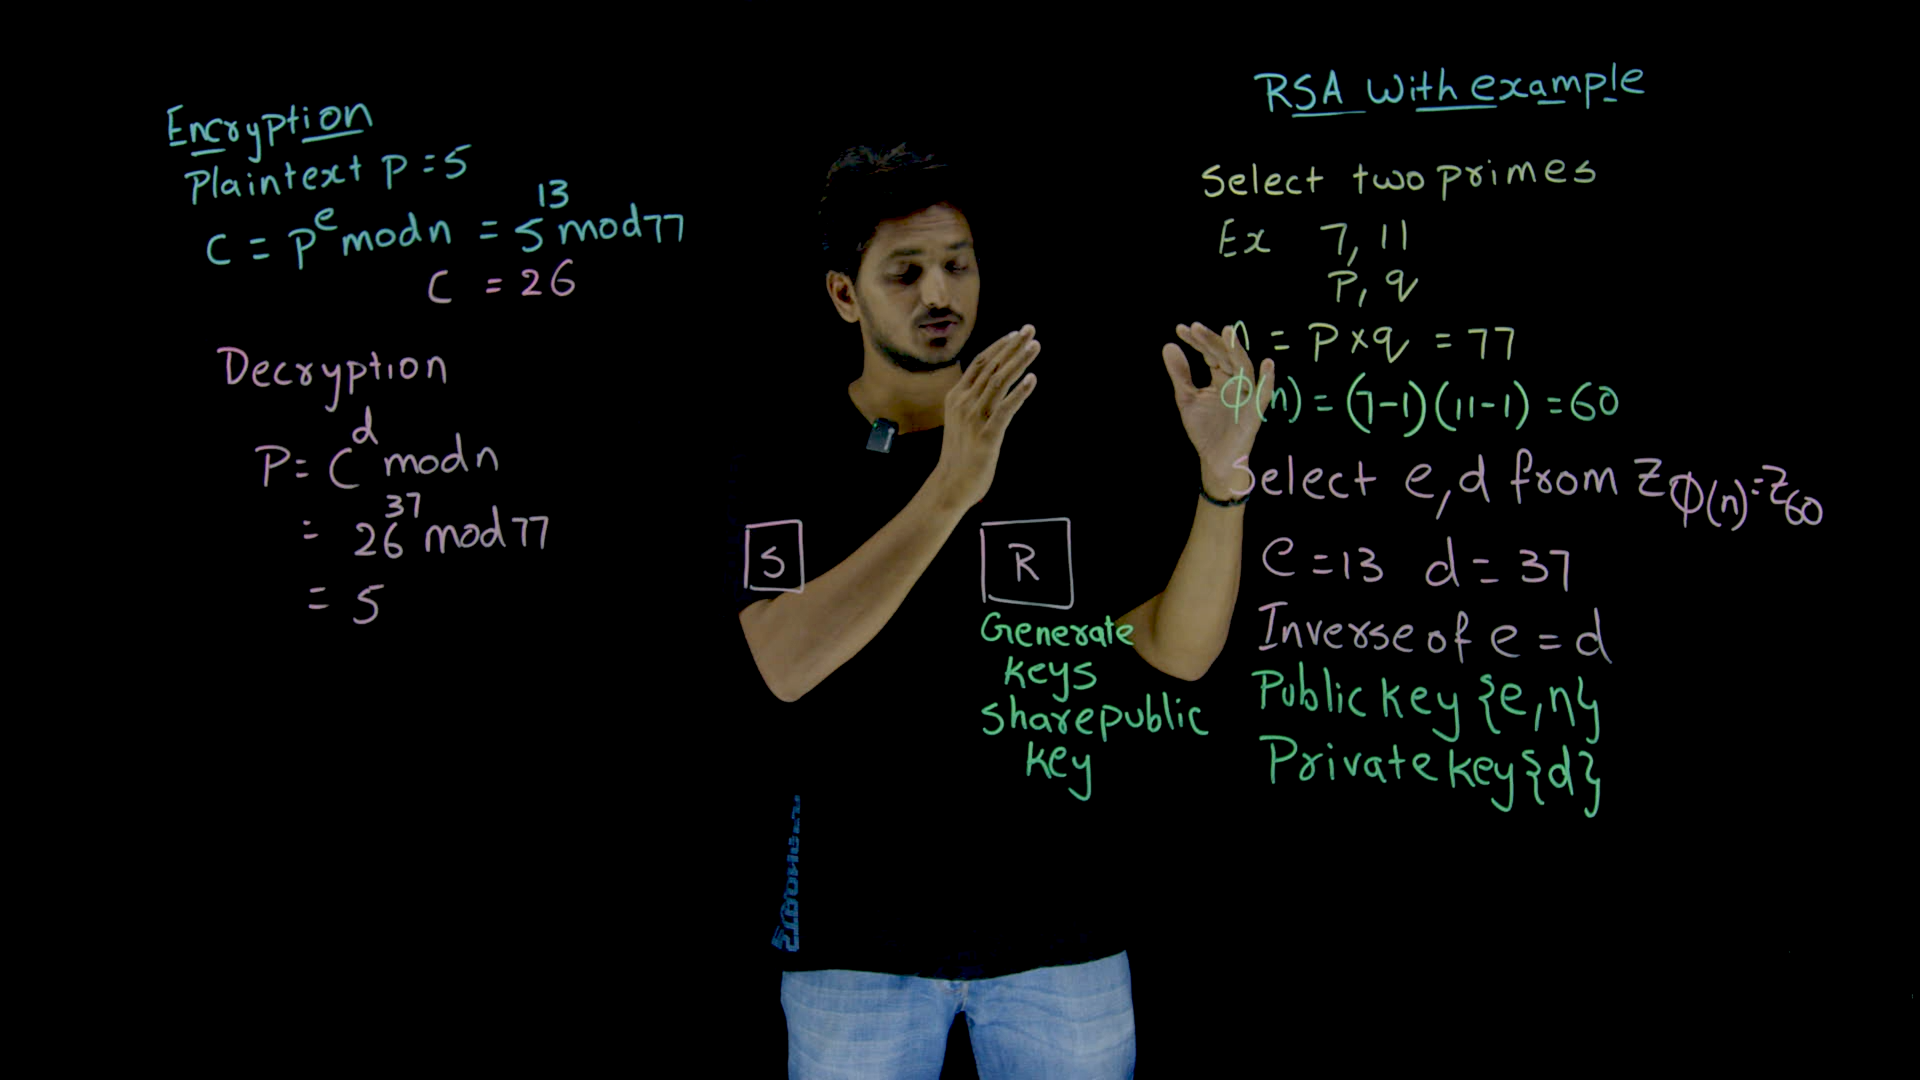 Encryption
Plaintext P = 5
C = P^e mod n = 5^13 mod 77
C = 26
Decryption
P = C^d mod n
= 26^37 mod 77
= 5
S
R
Generate
keys
Share public
key
RSA With example
Select two primes
Ex 7, 11
P, q
n = P × q = 77
ϕ(n) = (7-1)(11-1) = 60
Select e, d from Z_ϕ(n) = Z_60
e = 13 d = 37
Inverse of e = d
Public key {e, n}
Private key {d}